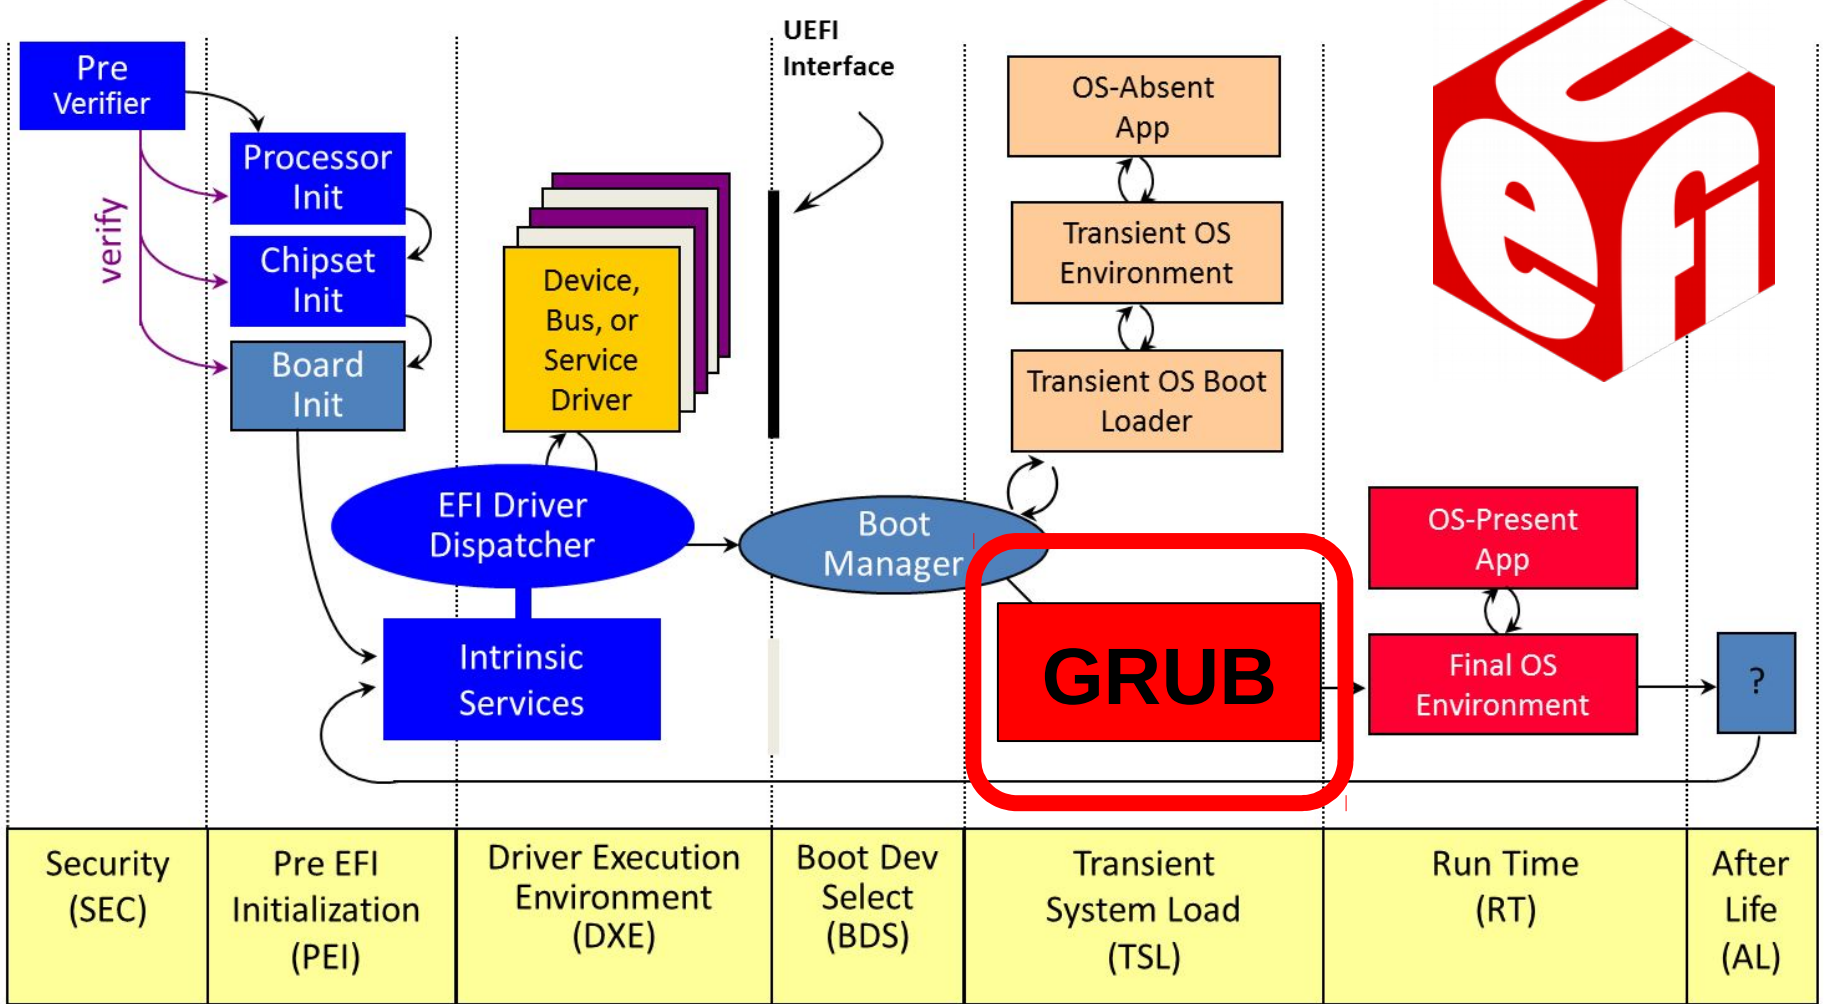 UEFI
Interface
Pre
Verifier
verify
Processor
Init
Chipset
Init
Board
Init
Device,
Bus, or
Service
Driver
EFI Driver
Dispatcher
Intrinsic
Services
Boot
Manager
OS-Absent
App
Transient OS
Environment
Transient OS Boot
Loader
GRUB
OS-Present
App
Final OS
Environment
?
uefi
Security
(SEC)
Pre EFI
Initialization
(PEI)
Driver Execution
Environment
(DXE)
Boot Dev
Select
(BDS)
Transient
System Load
(TSL)
Run Time
(RT)
After
Life
(AL)